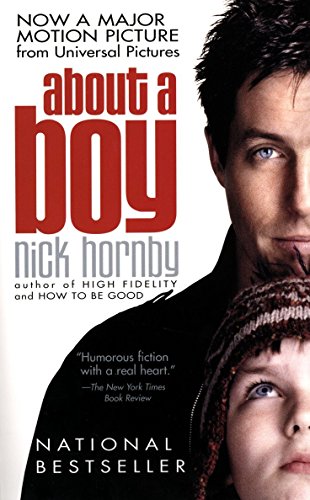 NOW A MAJOR
MOTION PICTURE
from Universal Pictures
about a
boy
nick hornby
author of HIGH FIDELITY
and HOW TO BE GOOD
“Humorous fiction
with a real heart.”
—The New York Times
Book Review
NATIONAL
BESTSELLER